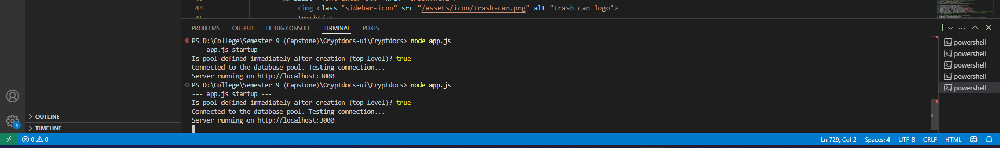 44 <img class="sidebar-icon" src="/assets/icon/trash-can.png" alt="trash can logo">
45 Trash</a>
PROBLEMS OUTPUT DEBUG CONSOLE TERMINAL PORTS
PS D:\College\Semester 9 (Capstone)\Cryptdocs-ui\Cryptdocs> node app.js
--- app.js startup ---
Is pool defined immediately after creation (top-level)? true
Connected to the database pool. Testing connection...
Server running on http://localhost:3000
PS D:\College\Semester 9 (Capstone)\Cryptdocs-ui\Cryptdocs> node app.js
--- app.js startup ---
Is pool defined immediately after creation (top-level)? true
Connected to the database pool. Testing connection...
Server running on http://localhost:3000
powershell
powershell
powershell
powershell
powershell
1
OUTLINE
TIMELINE
0 0 Ln 729, Col 2 Spaces: 4 UTF-8 CRLF HTML